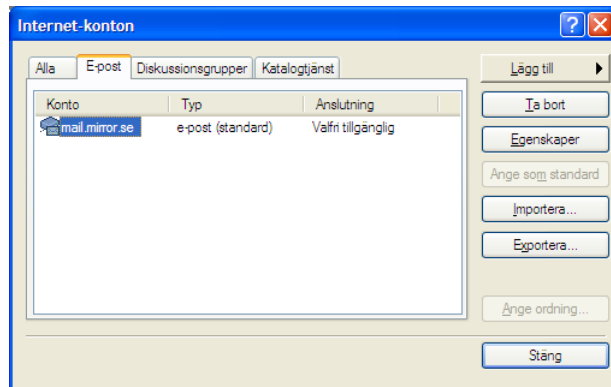 Internet-konton
Alla E-post Diskussionsgrupper Katalogtjänst
Konto Typ Anslutning
mail.mirror.se e-post (standard) Valfri tillgänglig
Lägg till
Ta bort
Egenskaper
Ange som standard
Importera...
Exportera...
Ange ordning...
Stäng